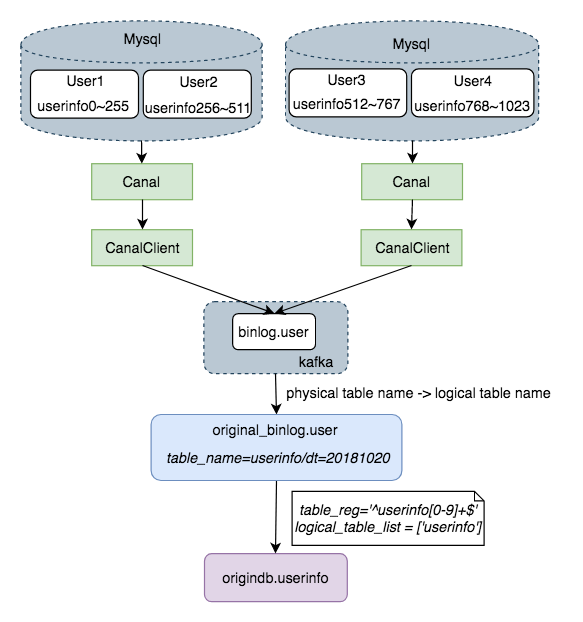 Mysql
User1
userinfo0~255
User2
userinfo256~511
Mysql
User3
userinfo512~767
User4
userinfo768~1023
Canal
Canal
CanalClient
CanalClient
binlog.user
kafka
physical table name -> logical table name
original_binlog.user
table_name=userinfo/dt=20181020
table_reg='^userinfo[0-9]+$'
logical_table_list = ['userinfo']
origindb.userinfo